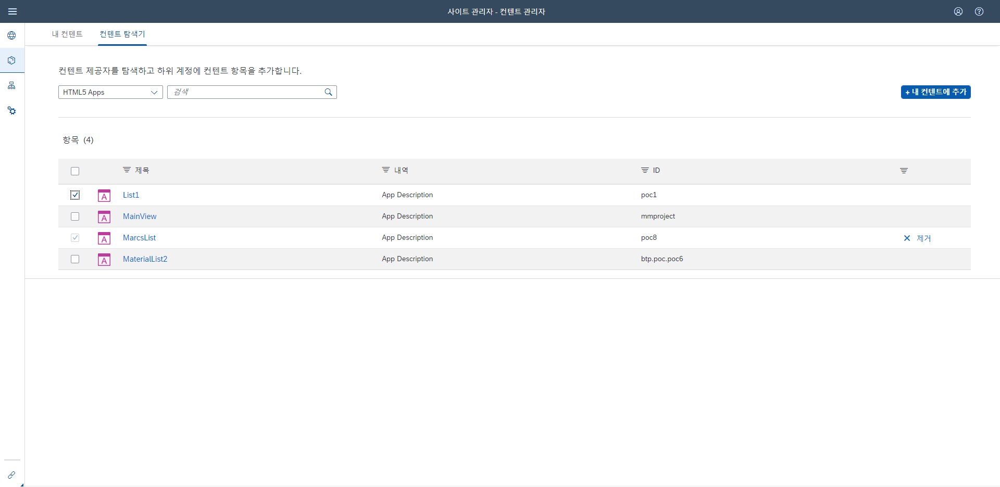 사이트 관리자 - 컨텐트 관리자
내 컨텐트 컨텐트 탐색기
컨텐트 제공자를 탐색하고 하위 계정에 컨텐트 항목을 추가합니다.
HTML5 Apps 검색 + 내 컨텐트에 추가
항목 (4)
제목 내역 ID
A List1 App Description poc1
A MainView App Description mmproject
A MarcsList App Description poc8 제거
A MaterialList2 App Description btp.poc.poc6